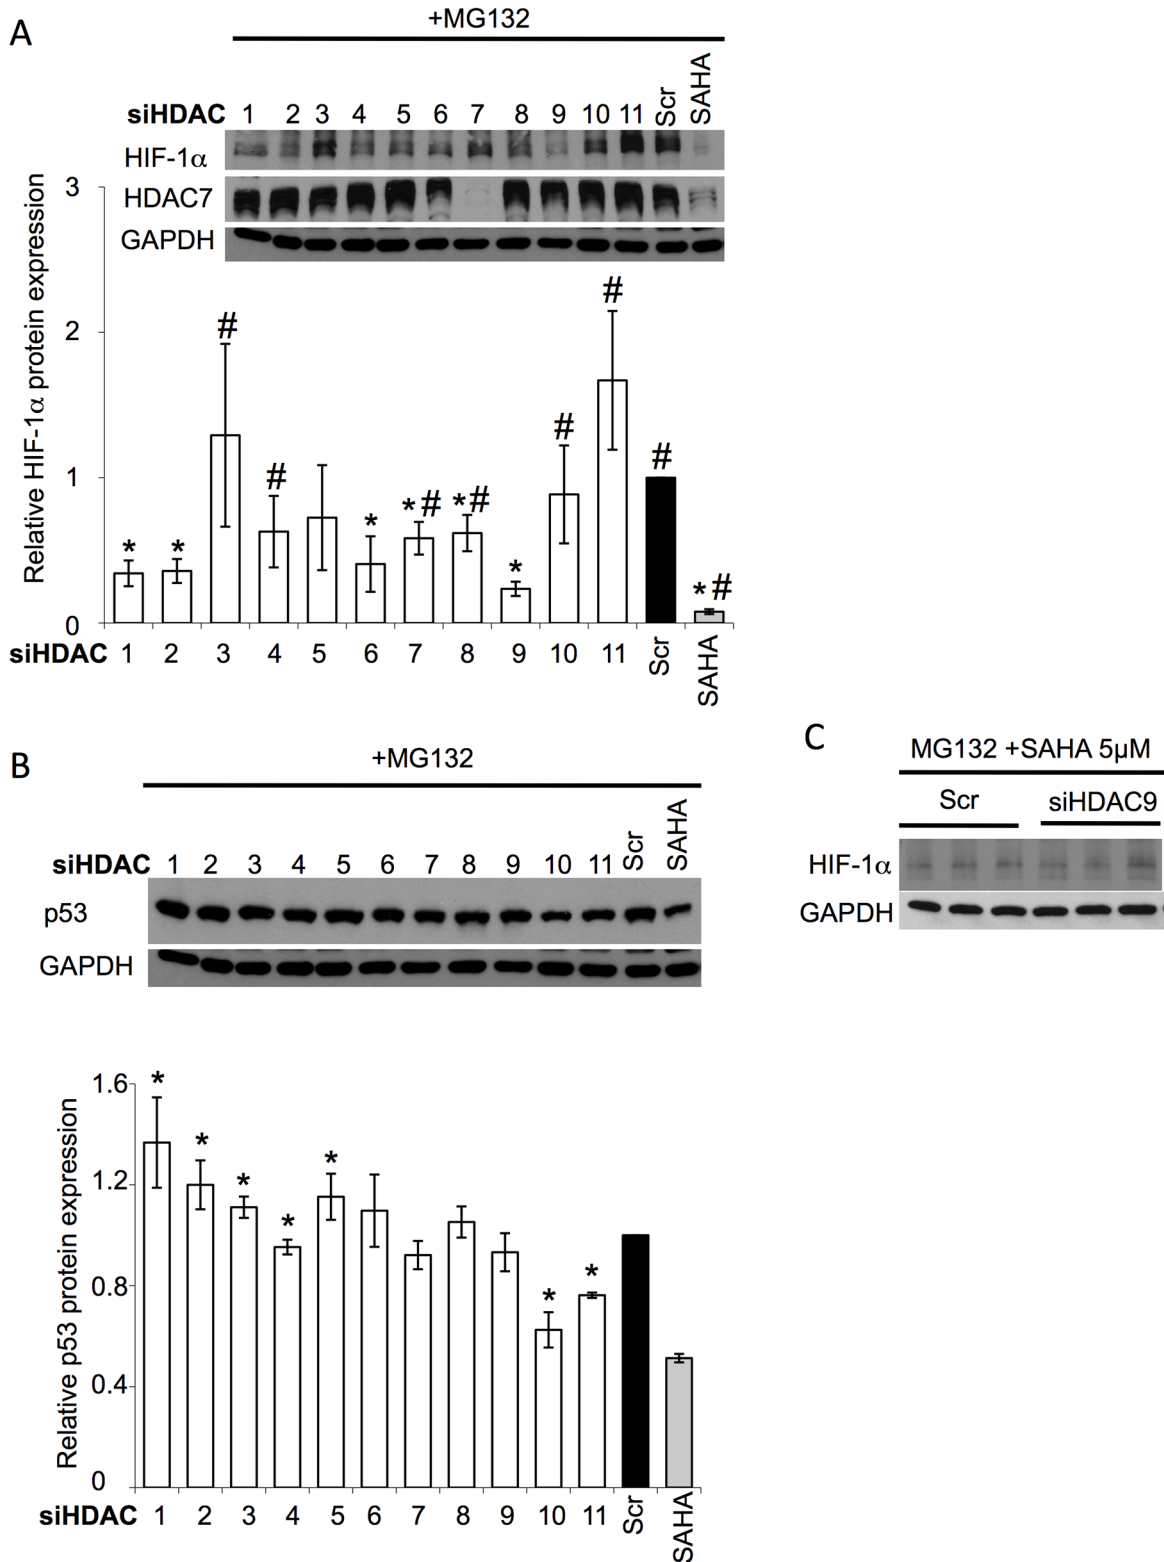 A
+MG132
siHDAC 1 2 3 4 5 6 7 8 9 10 11 Scr SAHA
HIF-1α
HDAC7
GAPDH
Relative HIF-1α protein expression
3
2
1
0
#
#
#
#
#
* * * *# *# * *#
siHDAC 1 2 3 4 5 6 7 8 9 10 11 Scr SAHA
B
+MG132
siHDAC 1 2 3 4 5 6 7 8 9 10 11 Scr SAHA
p53
GAPDH
Relative p53 protein expression
1.6
1.2
0.8
0.4
0
* * * * * * *
siHDAC 1 2 3 4 5 6 7 8 9 10 11 Scr SAHA
C
MG132 +SAHA 5µM
Scr siHDAC9
HIF-1α
GAPDH